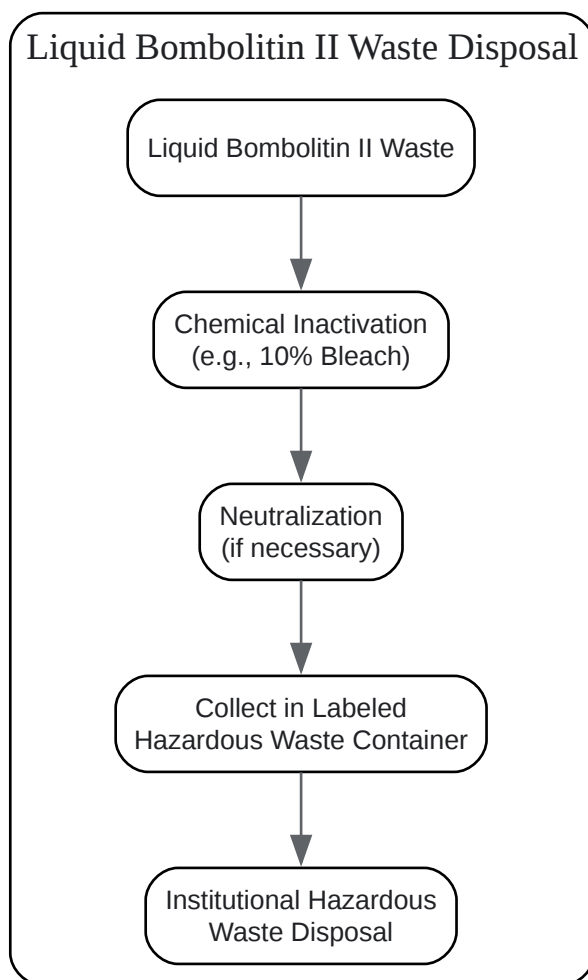 Liquid Bombolitin II Waste Disposal
Liquid Bombolitin II Waste
Chemical Inactivation
(e.g., 10% Bleach)
Neutralization
(if necessary)
Collect in Labeled
Hazardous Waste Container
Institutional Hazardous
Waste Disposal